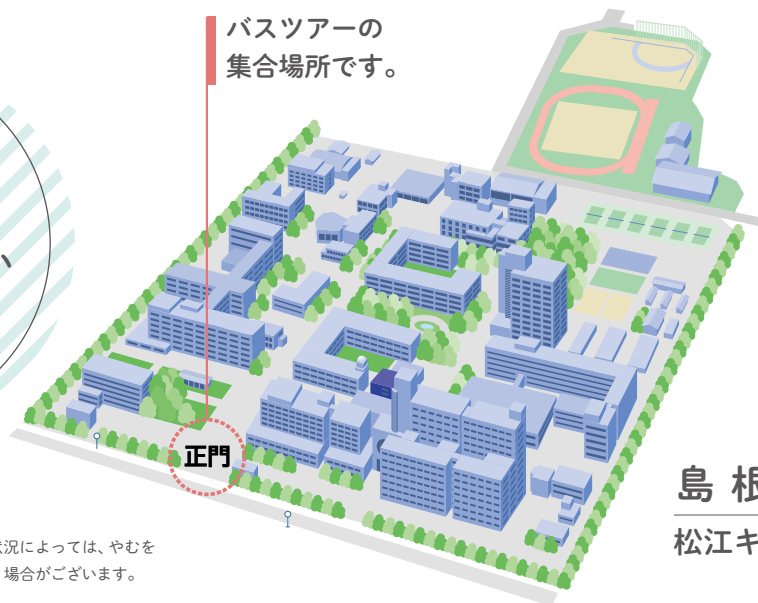 バスツアーの
集合場所です。
い
正門
島根
松江キ
状況によっては、やむを
場合がございます。